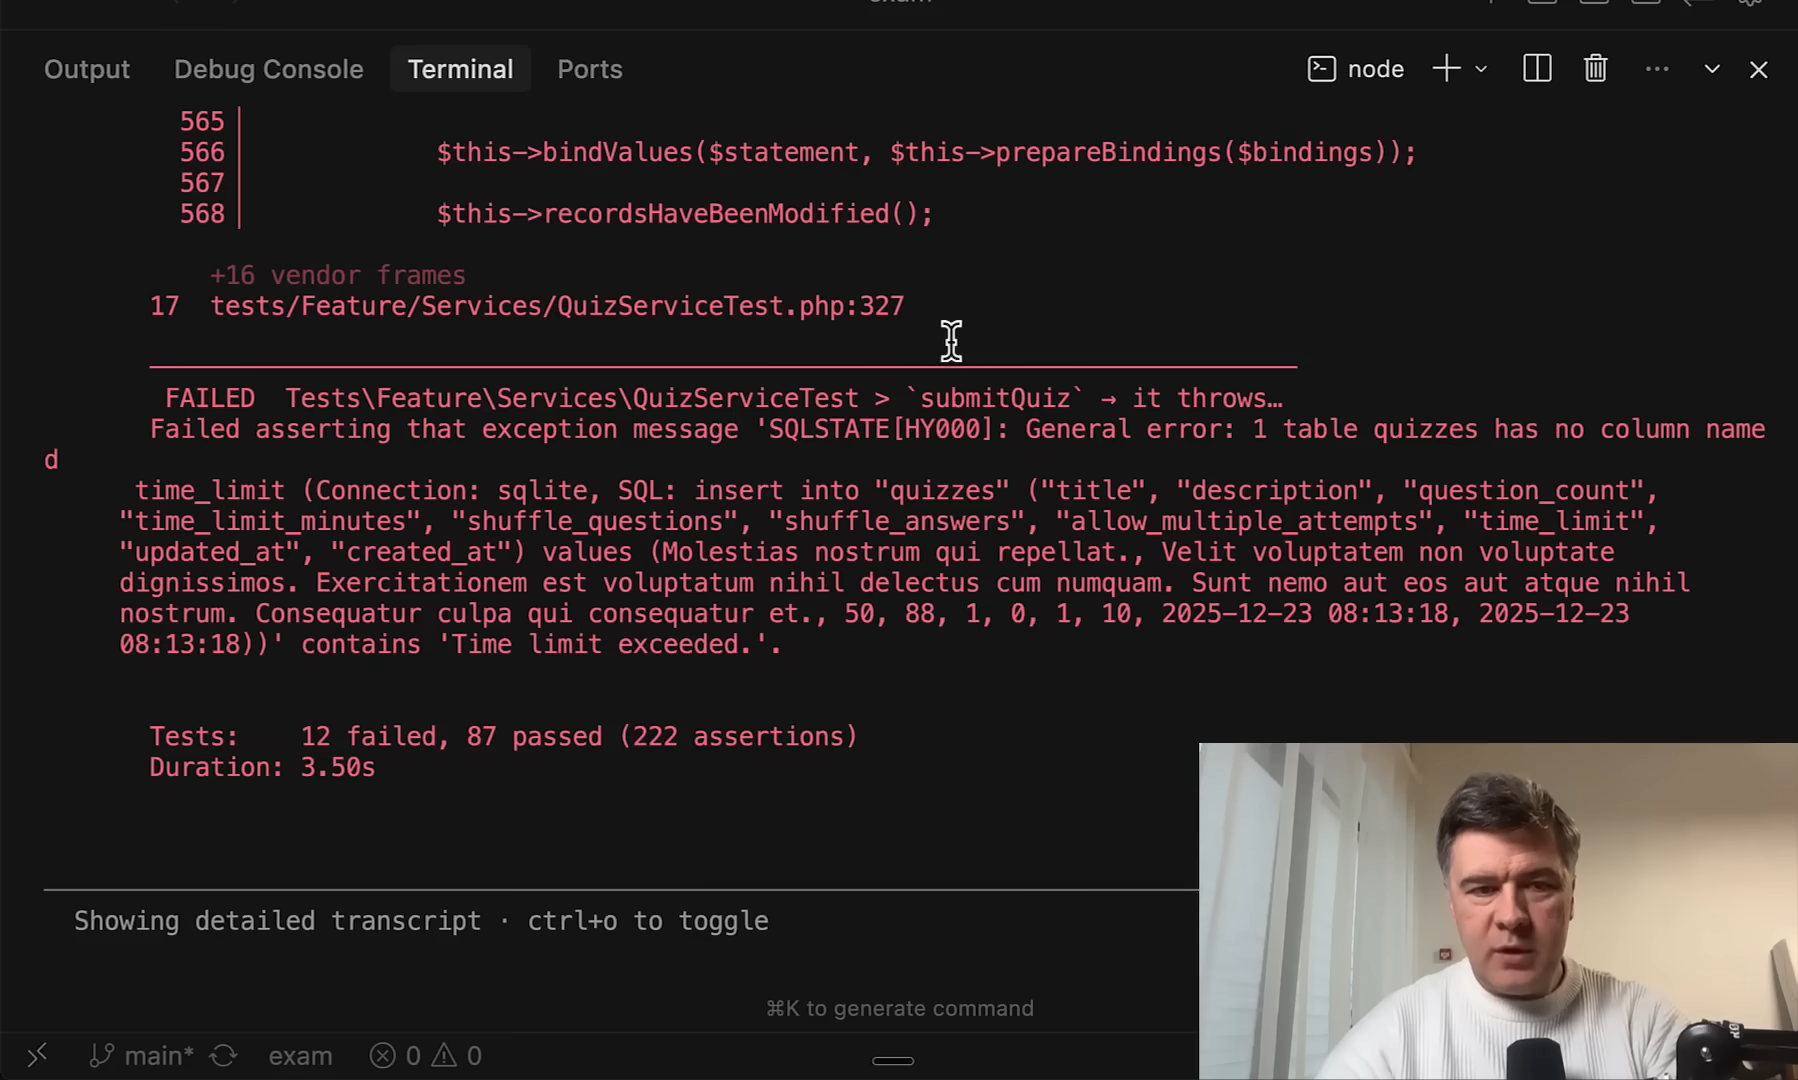 exam
Output Debug Console Terminal Ports node
565
566 $this->bindValues($statement, $this->prepareBindings($bindings));
567
568 $this->recordsHaveBeenModified();
+16 vendor frames
17 tests/Feature/Services/QuizServiceTest.php:327
FAILED Tests\Feature\Services\QuizServiceTest > `submitQuiz` → it throws…
Failed asserting that exception message 'SQLSTATE[HY000]: General error: 1 table quizzes has no column name
d
time_limit (Connection: sqlite, SQL: insert into "quizzes" ("title", "description", "question_count",
"time_limit_minutes", "shuffle_questions", "shuffle_answers", "allow_multiple_attempts", "time_limit",
"updated_at", "created_at") values (Molestias nostrum qui repellat., Velit voluptatem non voluptate
dignissimos. Exercitationem est voluptatum nihil delectus cum numquam. Sunt nemo aut eos aut atque nihil
nostrum. Consequatur culpa qui consequatur et., 50, 88, 1, 0, 1, 10, 2025-12-23 08:13:18, 2025-12-23
08:13:18))' contains 'Time limit exceeded.'.
Tests: 12 failed, 87 passed (222 assertions)
Duration: 3.50s
Showing detailed transcript · ctrl+o to toggle
⌘K to generate command
main* exam 0 0